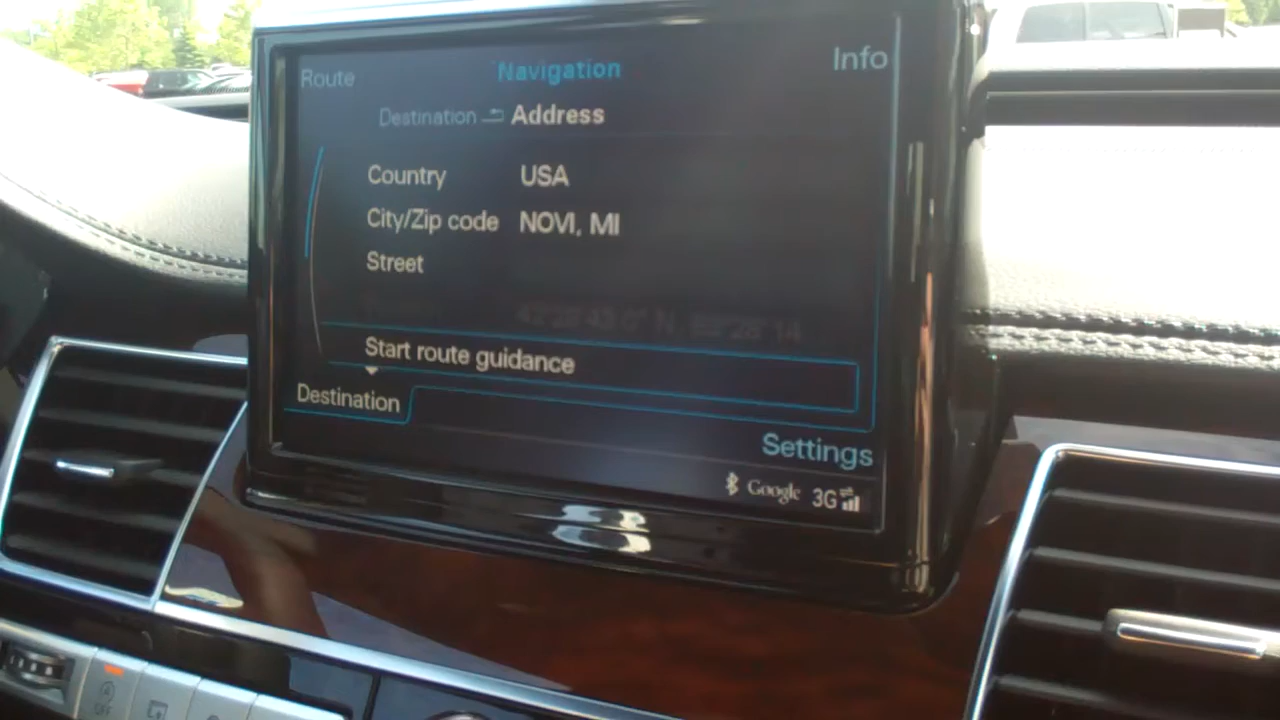 Route Navigation Info
Destination Address
Country USA
City/Zip code NOVI, MI
Street
Start route guidance
Destination
Settings
Google 3G